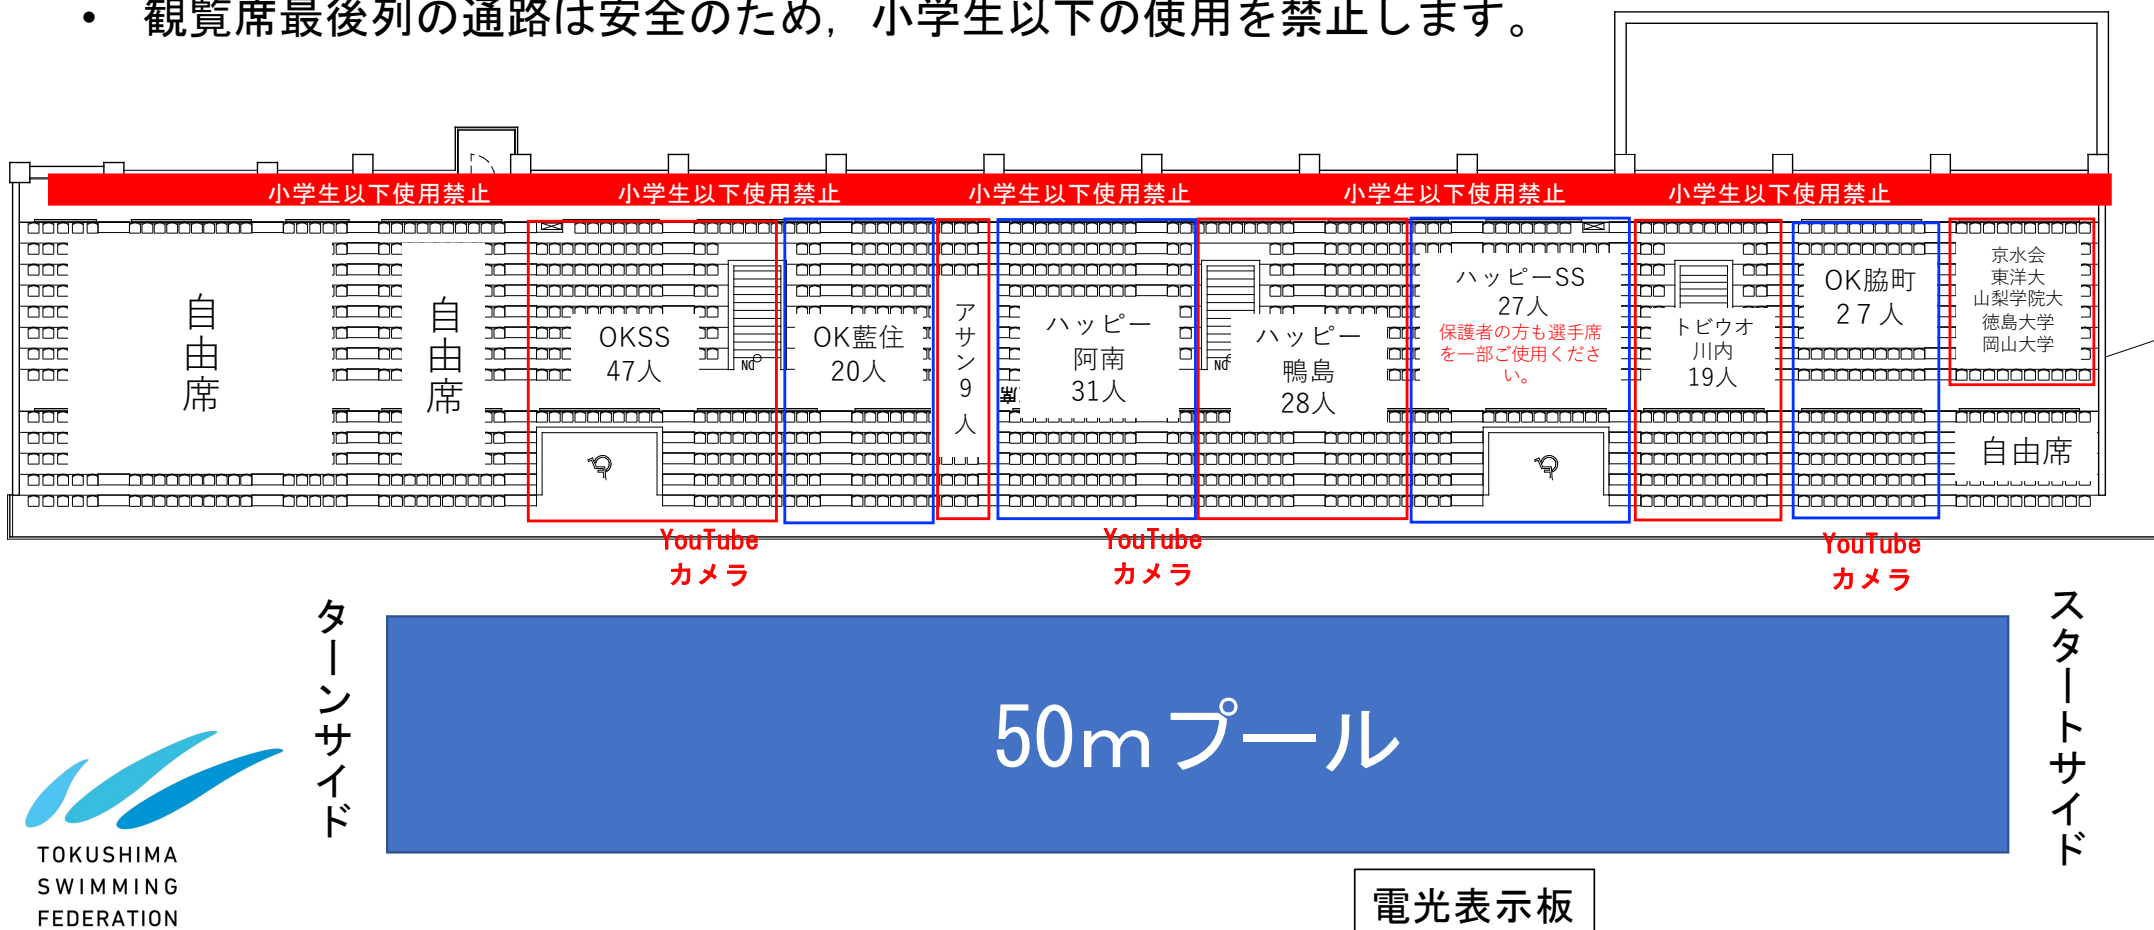 • 観覧席最後列の通路は安全のため，小学生以下の使用を禁止します。
小学生以下使用禁止 小学生以下使用禁止 小学生以下使用禁止 小学生以下使用禁止 小学生以下使用禁止
自由席
自由席
OKSS
47人
DN
OK藍住
20人
アサン9人
席
ハッピー
阿南
31人
DN
ハッピー
鴨島
28人
ハッピーSS
27人
保護者の方も選手席
を一部ご使用くださ
い。
トビウオ
川内
19人
OK脇町
27人
京水会
東洋大
山梨学院大
徳島大学
岡山大学
自由席
YouTube
カメラ
YouTube
カメラ
YouTube
カメラ
ターンサイド
50mプール
スタートサイド
電光表示板
TOKUSHIMA
SWIMMING
FEDERATION